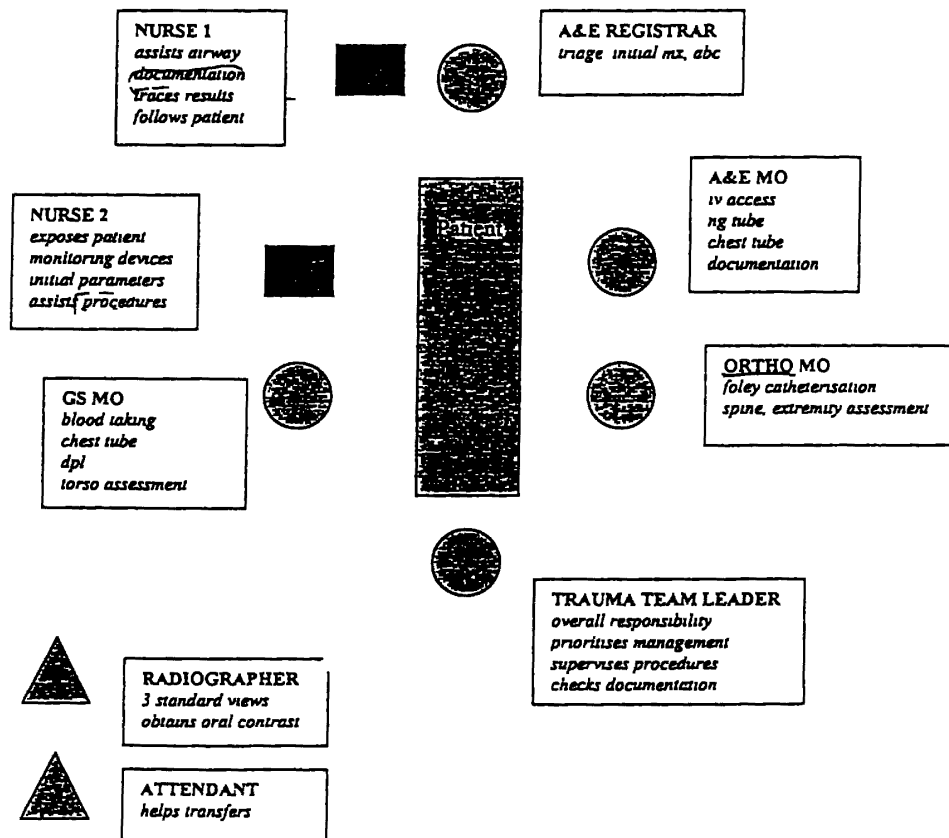 NURSE 1
assists airway
documentation
traces results
follows patient
A&E REGISTRAR
triage initial mx, abc
Patient
A&E MO
iv access
ng tube
chest tube
documentation
NURSE 2
exposes patient
monitoring devices
initial parameters
assists procedures
GS MO
blood taking
chest tube
dpl
torso assessment
ORTHO MO
foley catheterisation
spine, extremity assessment
TRAUMA TEAM LEADER
overall responsibility
prioritises management
supervises procedures
checks documentation
RADIOGRAPHER
3 standard views
obtains oral contrast
ATTENDANT
helps transfers